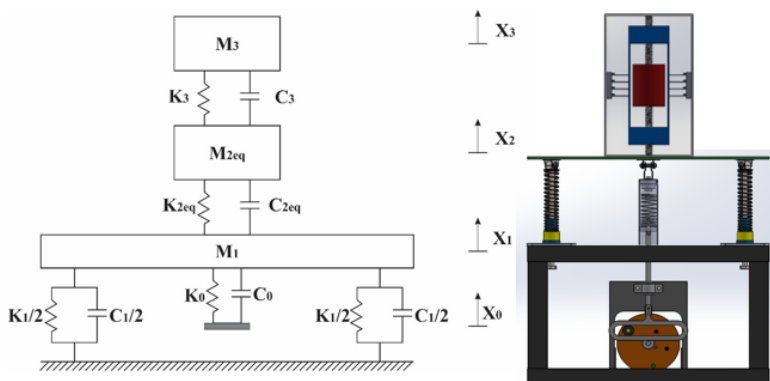 M3
X3
K3
C3
M2eq
X2
K2eq
C2eq
M1
X1
K0
C0
K1/2
C1/2
K1/2
C1/2
X0